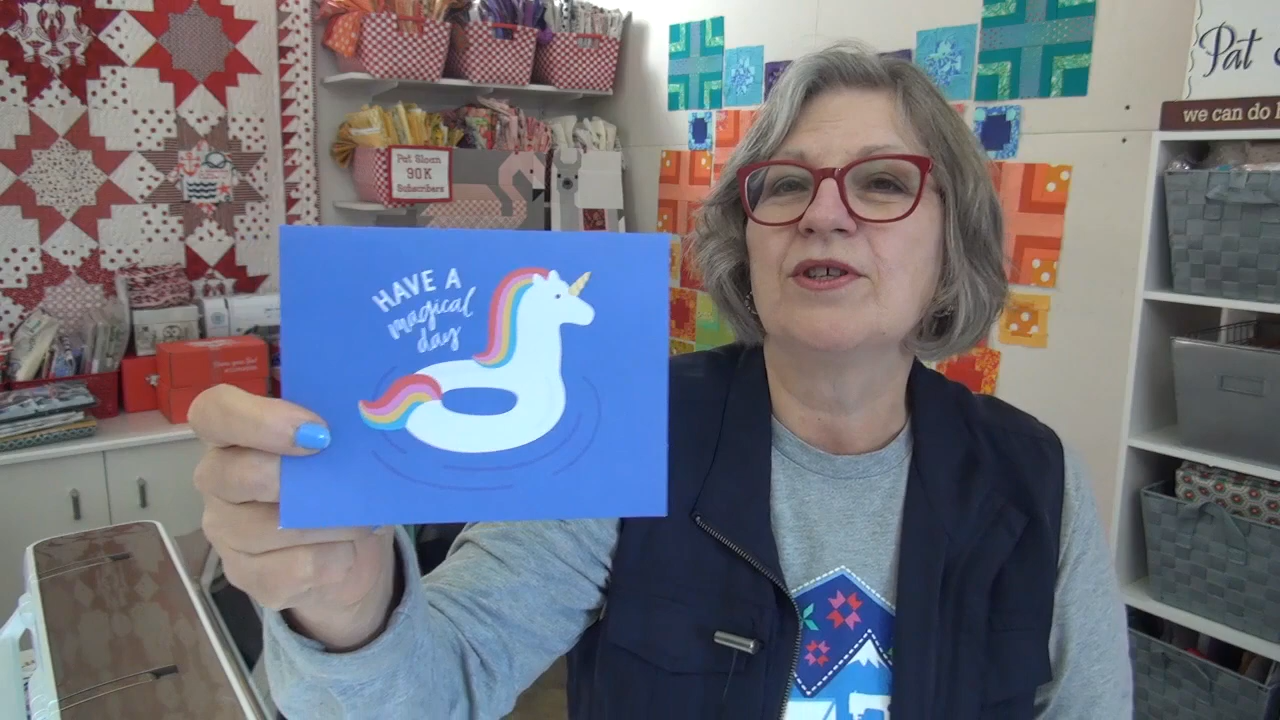 HAVE A
magical
day
Pat Sloan
90K
Subscribers
Pat
we can do